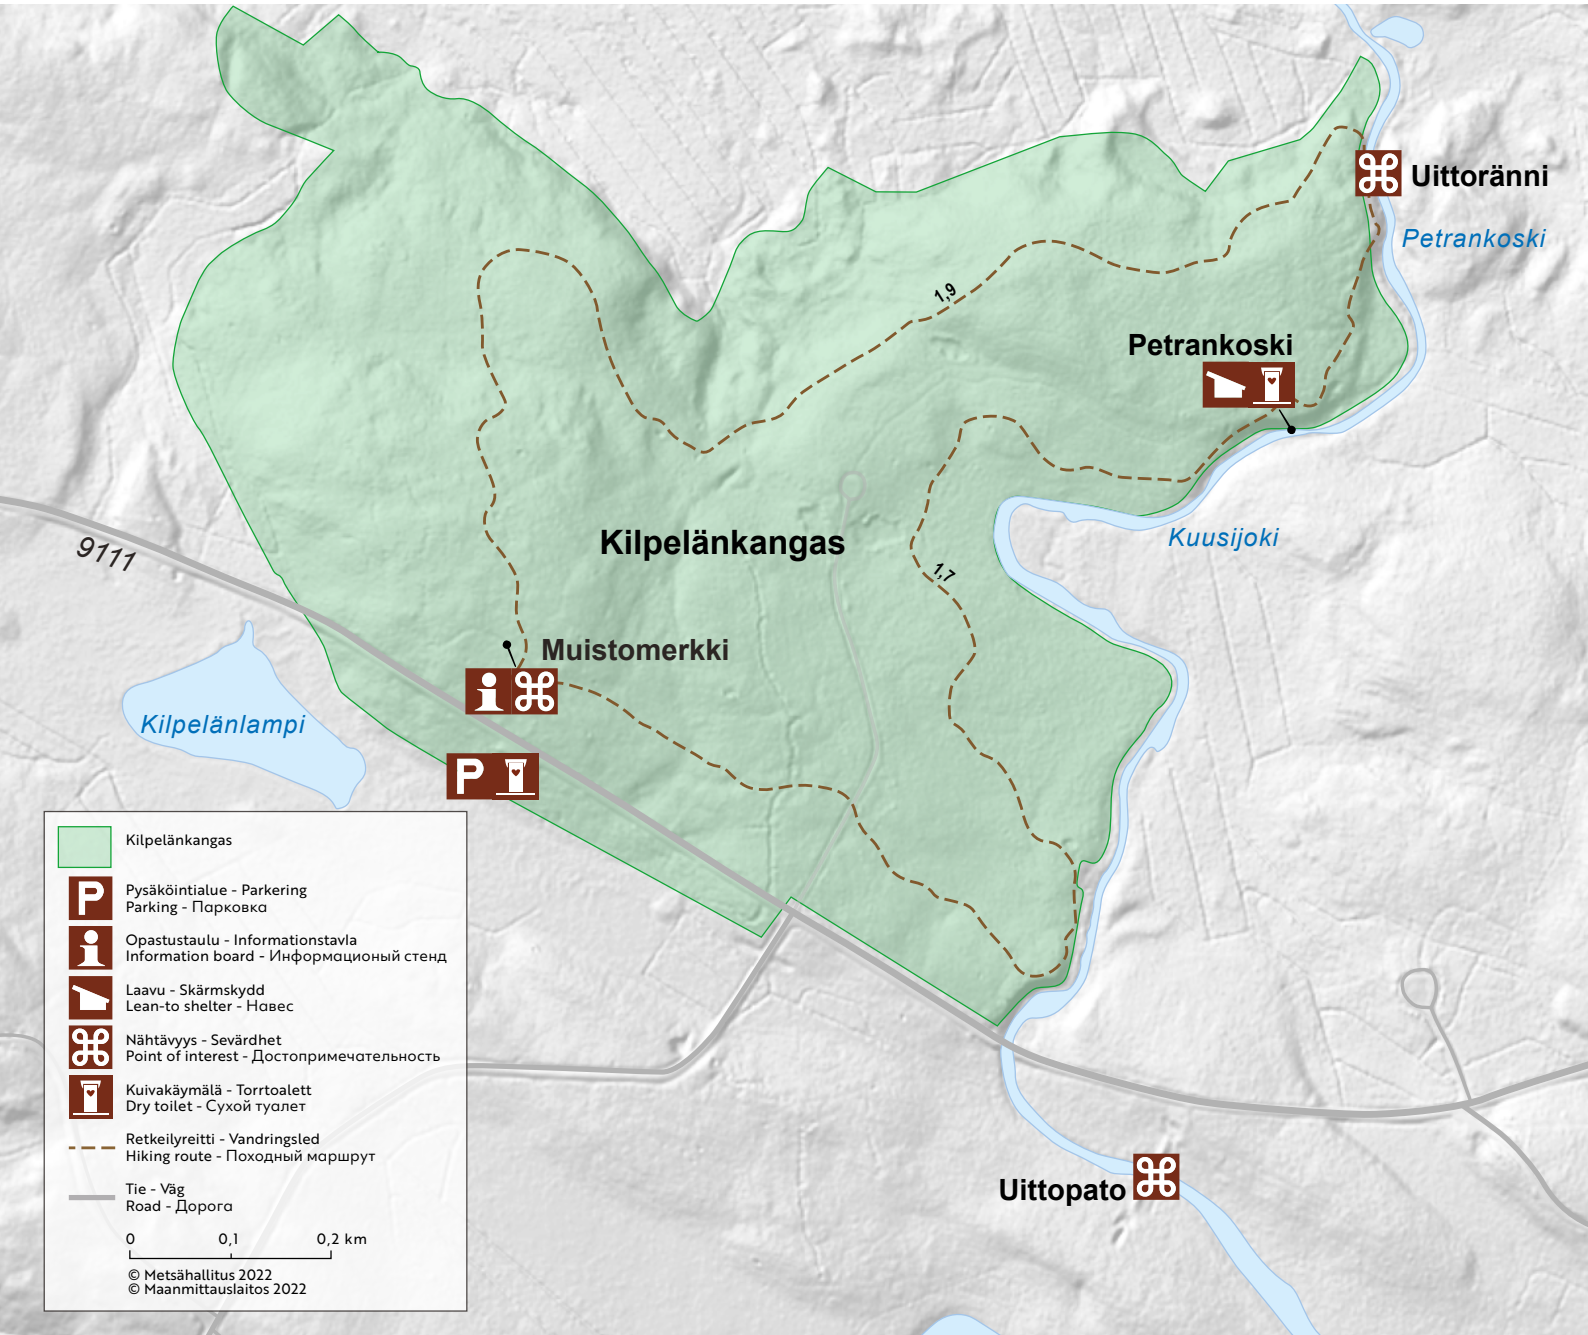 Uittoränni
Petrankoski
1,9
Petrankoski
Kilpelänkangas
Kuusijoki
9111
1,7
Muistomerkki
Kilpelänlampi
P
Kilpelänkangas
P
Pysäköintialue - Parkering
Parking - Парковка
Opastustaulu - Informationstavla
Information board - Информационый стенд
Laavu - Skärmskydd
Lean-to shelter - Навес
Nähtävyys - Sevärdhet
Point of interest - Достопримечательность
Kuivakäymälä - Torrtoalett
Dry toilet - Сухой туалет
Retkeilyreitti - Vandringsled
Hiking route - Походный маршрут
Tie - Väg
Road - Дорога
0 0,1 0,2 km
© Metsähallitus 2022
© Maanmittauslaitos 2022
Uittopato